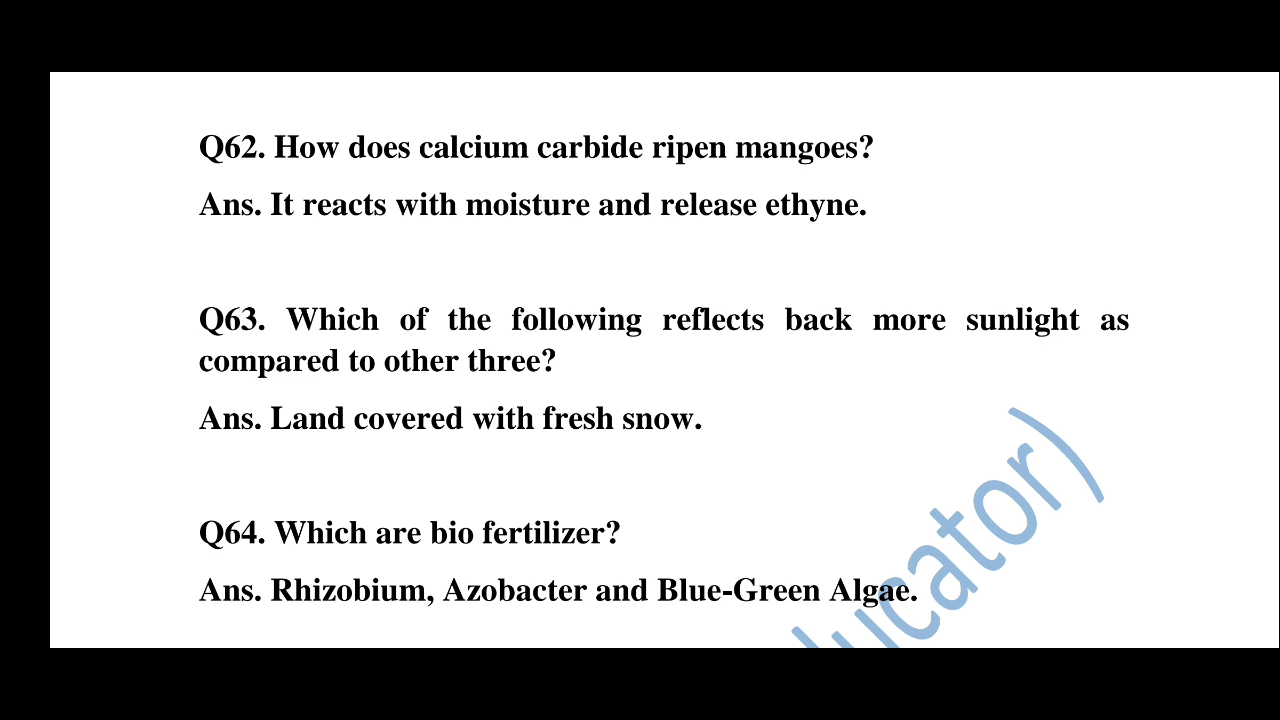 Q62. How does calcium carbide ripen mangoes?
Ans. It reacts with moisture and release ethyne.
Q63. Which of the following reflects back more sunlight as
compared to other three?
Ans. Land covered with fresh snow.
Q64. Which are bio fertilizer?
Ans. Rhizobium, Azobacter and Blue-Green Algae.
ucator)